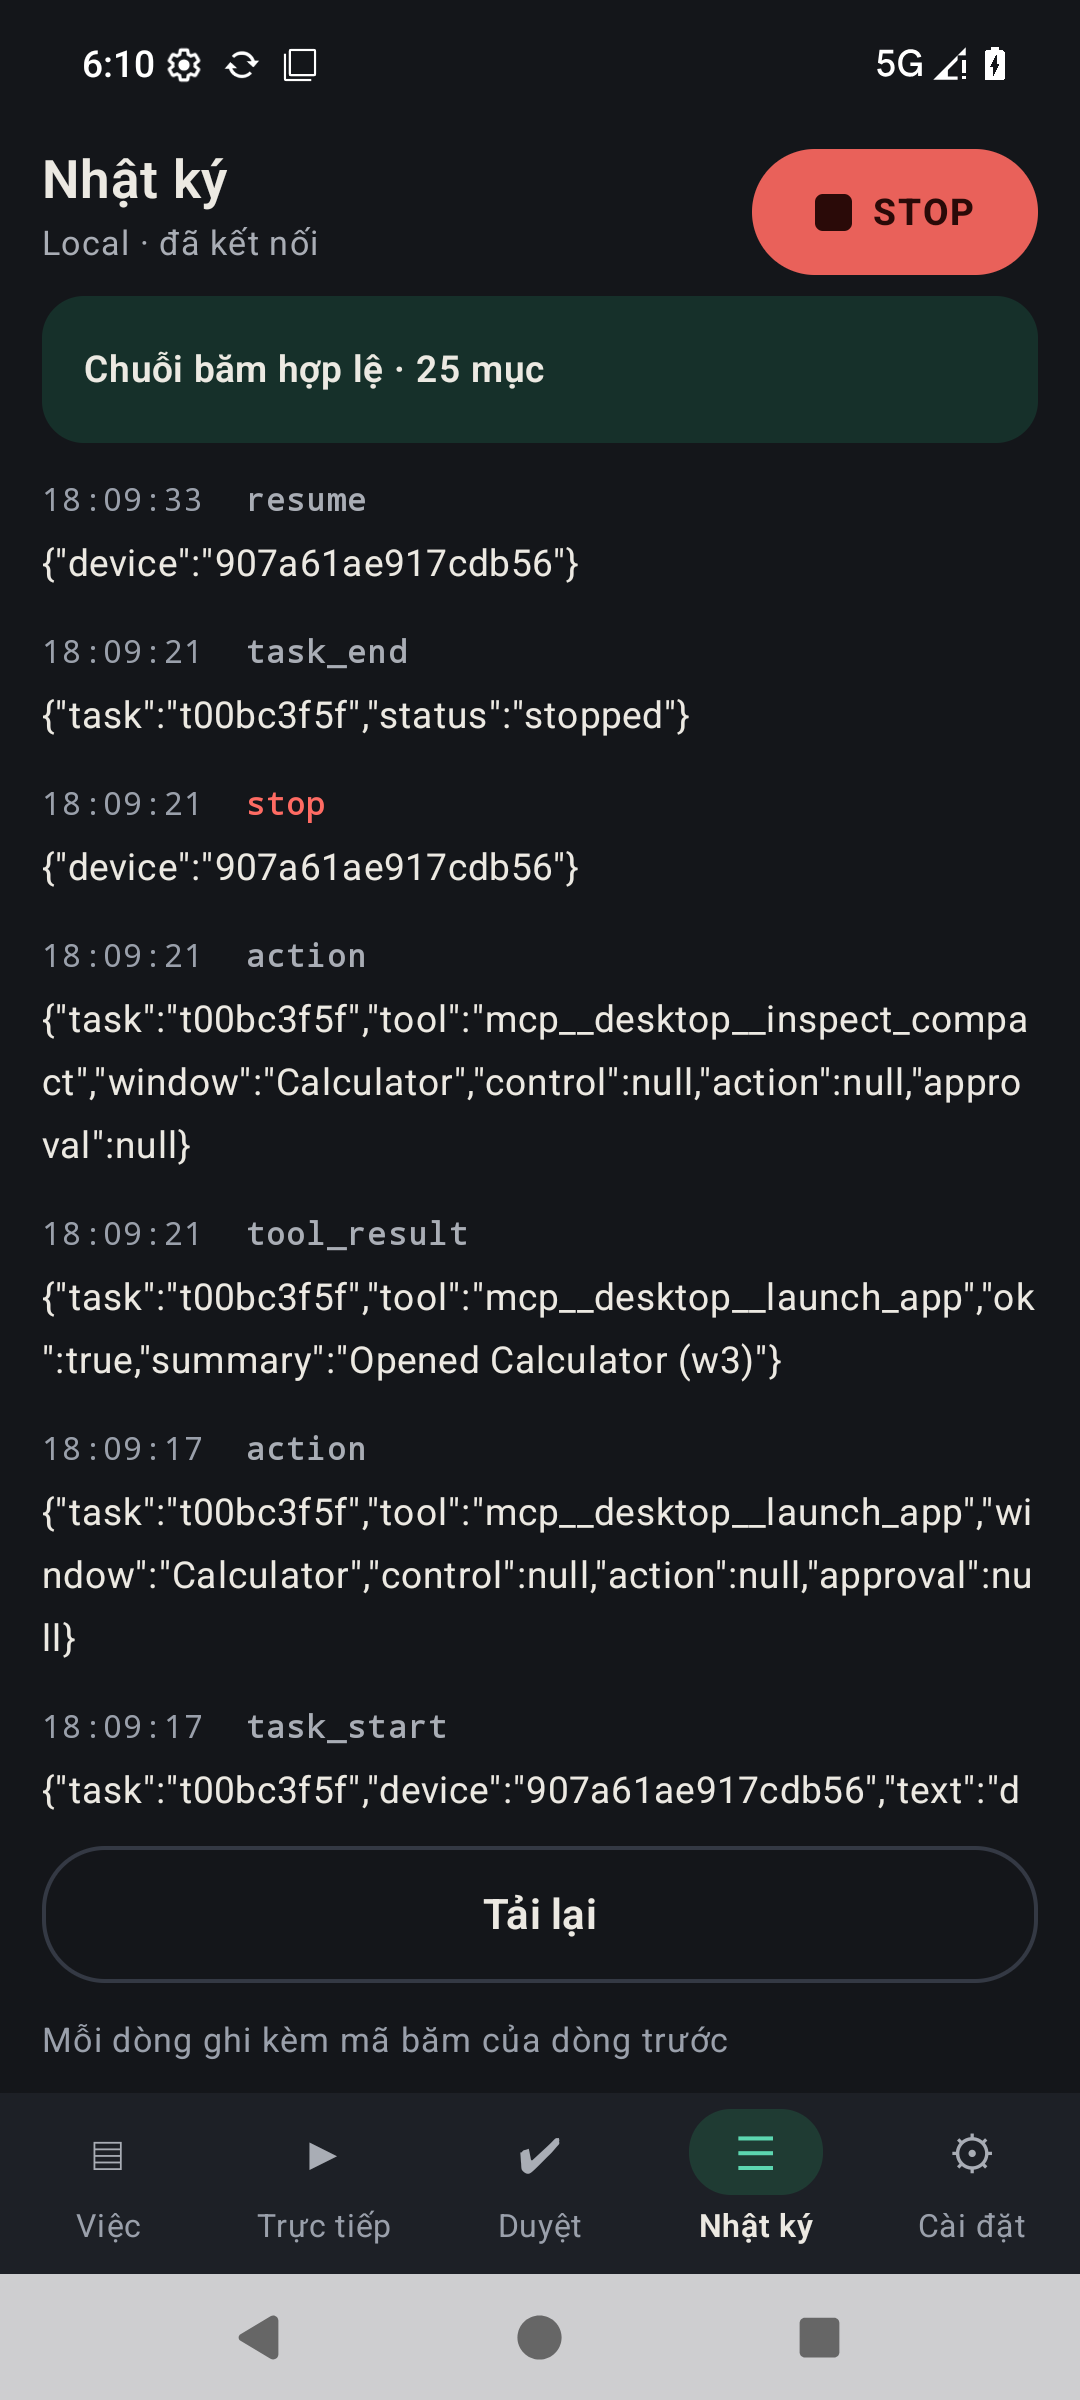 6:10
5G
Nhật ký
Local · đã kết nối
STOP
Chuỗi băm hợp lệ · 25 mục
18:09:33 resume
{"device":"907a61ae917cdb56"}
18:09:21 task_end
{"task":"t00bc3f5f","status":"stopped"}
18:09:21 stop
{"device":"907a61ae917cdb56"}
18:09:21 action
{"task":"t00bc3f5f","tool":"mcp__desktop__inspect_compa
ct","window":"Calculator","control":null,"action":null,"appro
val":null}
18:09:21 tool_result
{"task":"t00bc3f5f","tool":"mcp__desktop__launch_app","ok
":true,"summary":"Opened Calculator (w3)"}
18:09:17 action
{"task":"t00bc3f5f","tool":"mcp__desktop__launch_app","wi
ndow":"Calculator","control":null,"action":null,"approval":nu
ll}
18:09:17 task_start
{"task":"t00bc3f5f","device":"907a61ae917cdb56","text":"d
Tải lại
Mỗi dòng ghi kèm mã băm của dòng trước
Việc
Trực tiếp
Duyệt
Nhật ký
Cài đặt